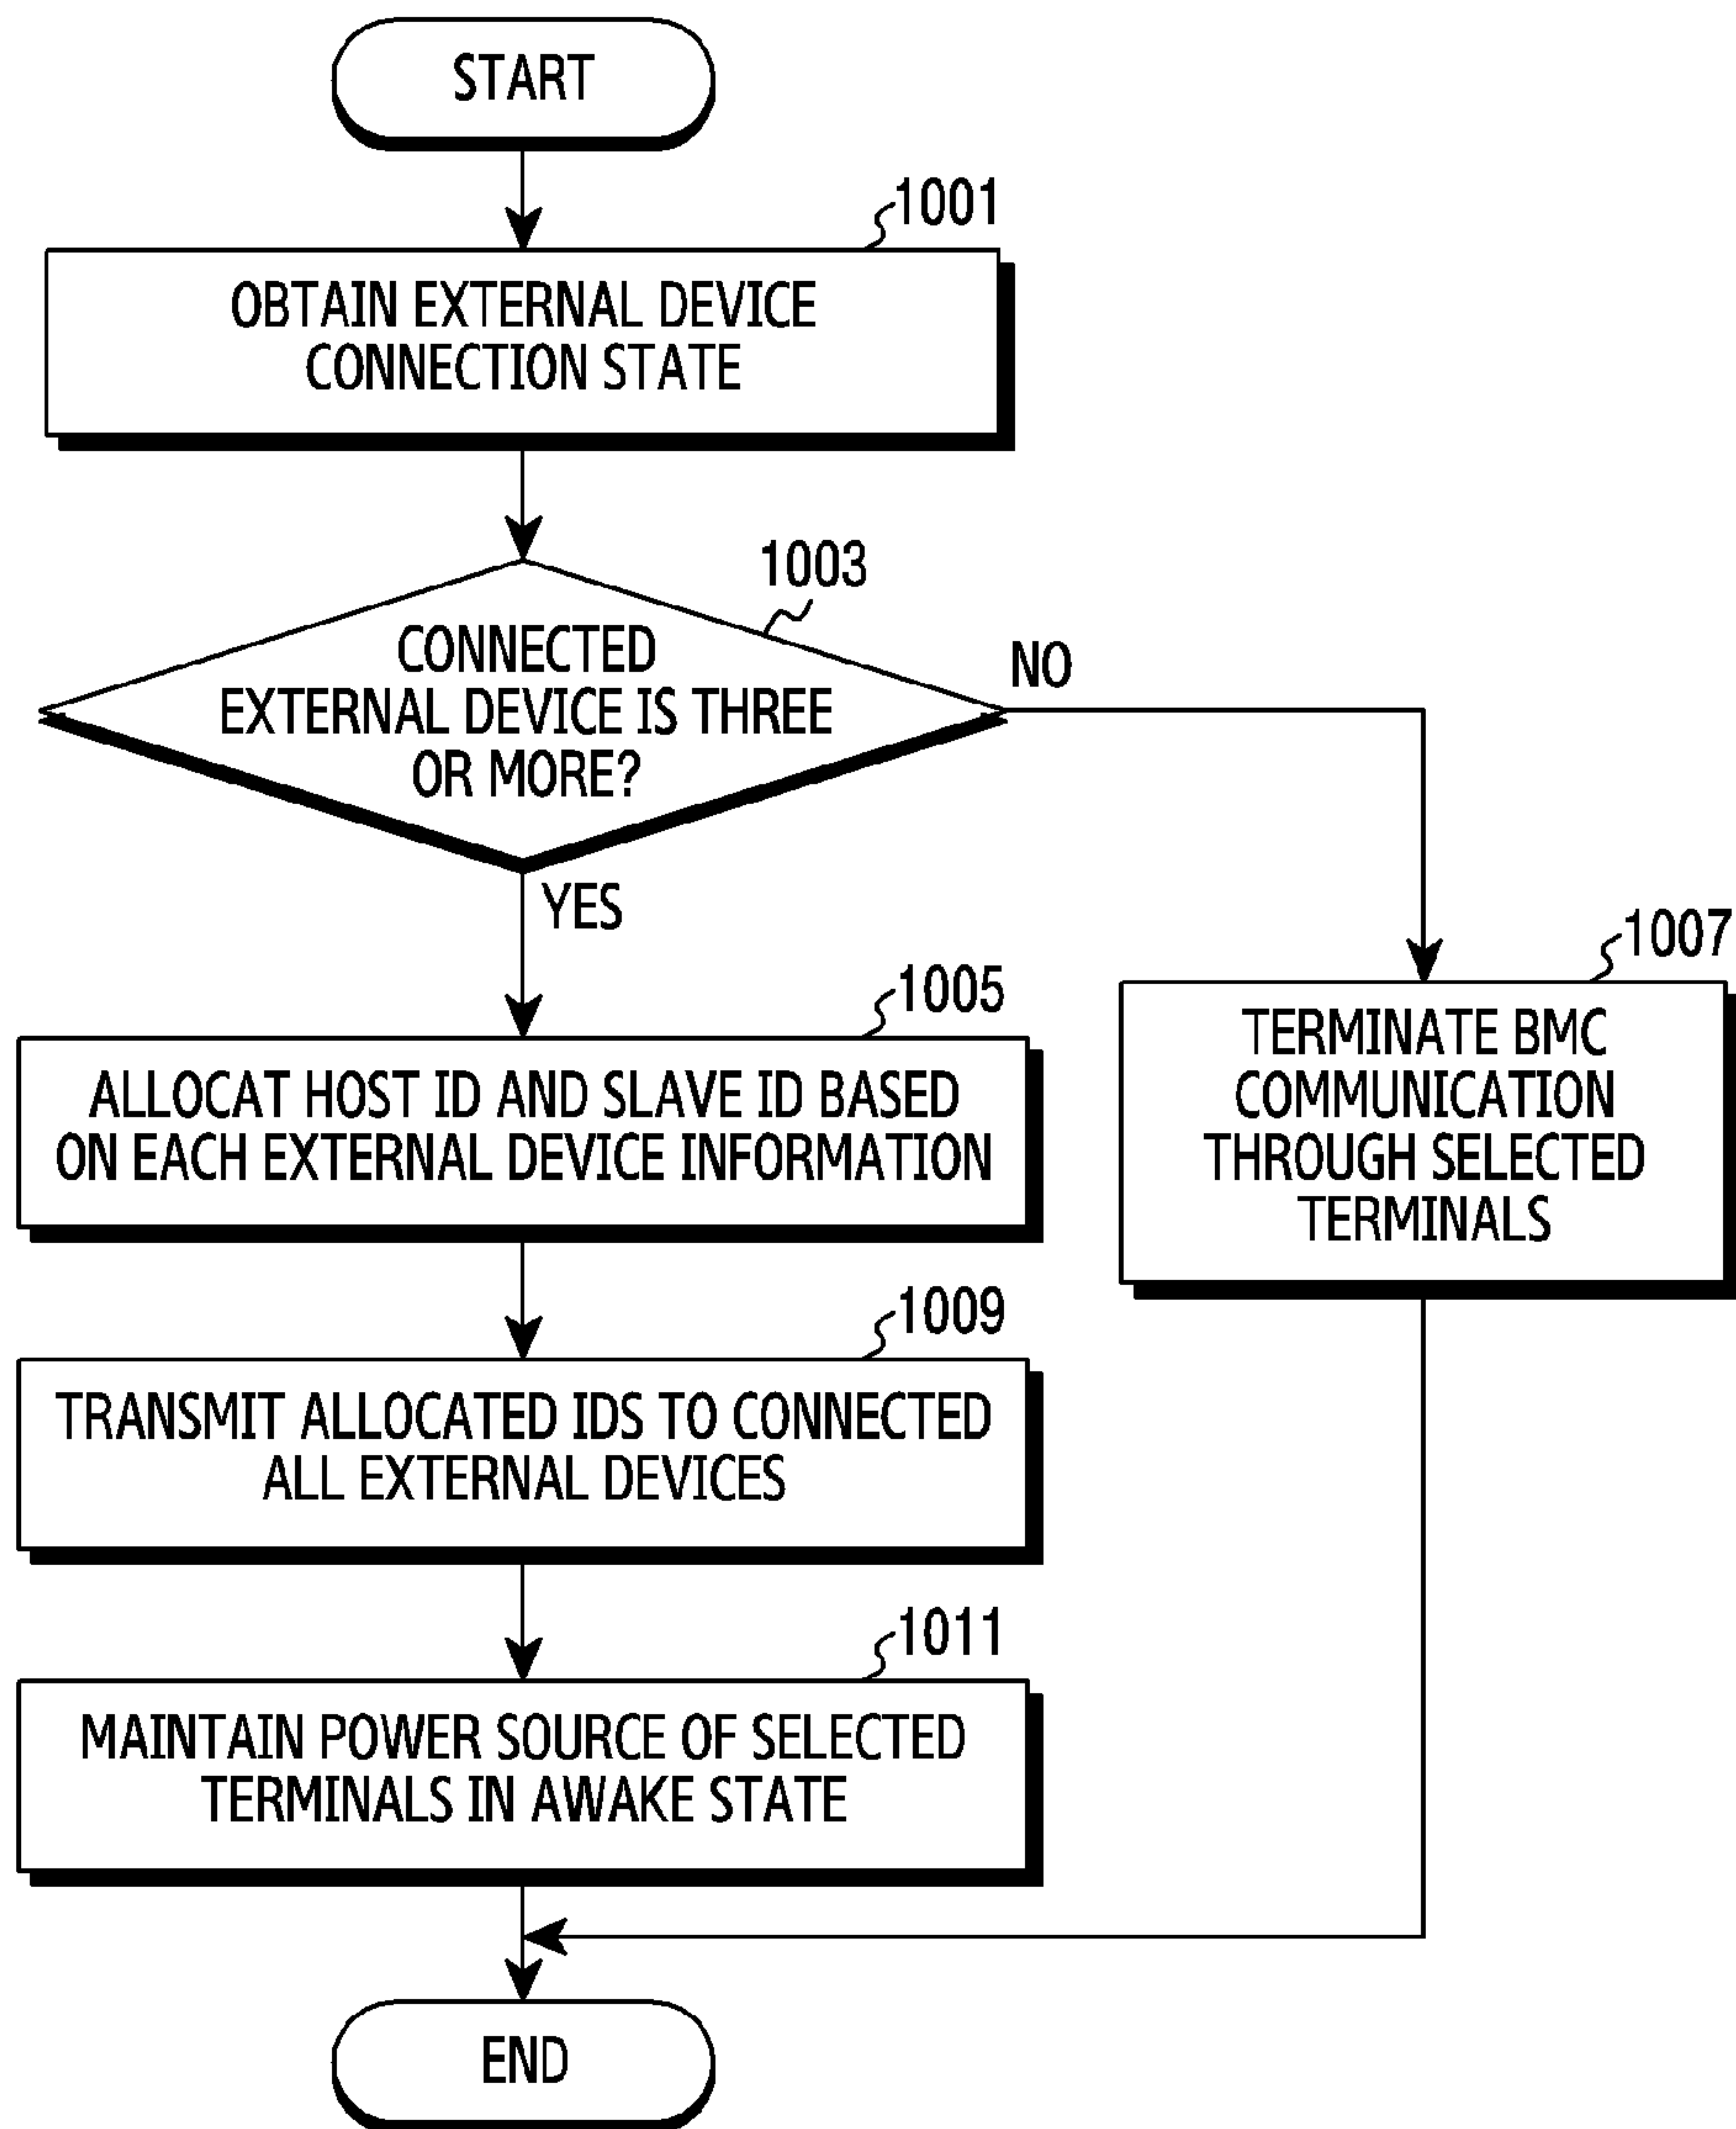 START
1001
OBTAIN EXTERNAL DEVICE
CONNECTION STATE
1003
CONNECTED
EXTERNAL DEVICE IS THREE
OR MORE?
NO
YES
1005
ALLOCAT HOST ID AND SLAVE ID BASED
ON EACH EXTERNAL DEVICE INFORMATION
1007
TERMINATE BMC
COMMUNICATION
THROUGH SELECTED
TERMINALS
1009
TRANSMIT ALLOCATED IDS TO CONNECTED
ALL EXTERNAL DEVICES
1011
MAINTAIN POWER SOURCE OF SELECTED
TERMINALS IN AWAKE STATE
END